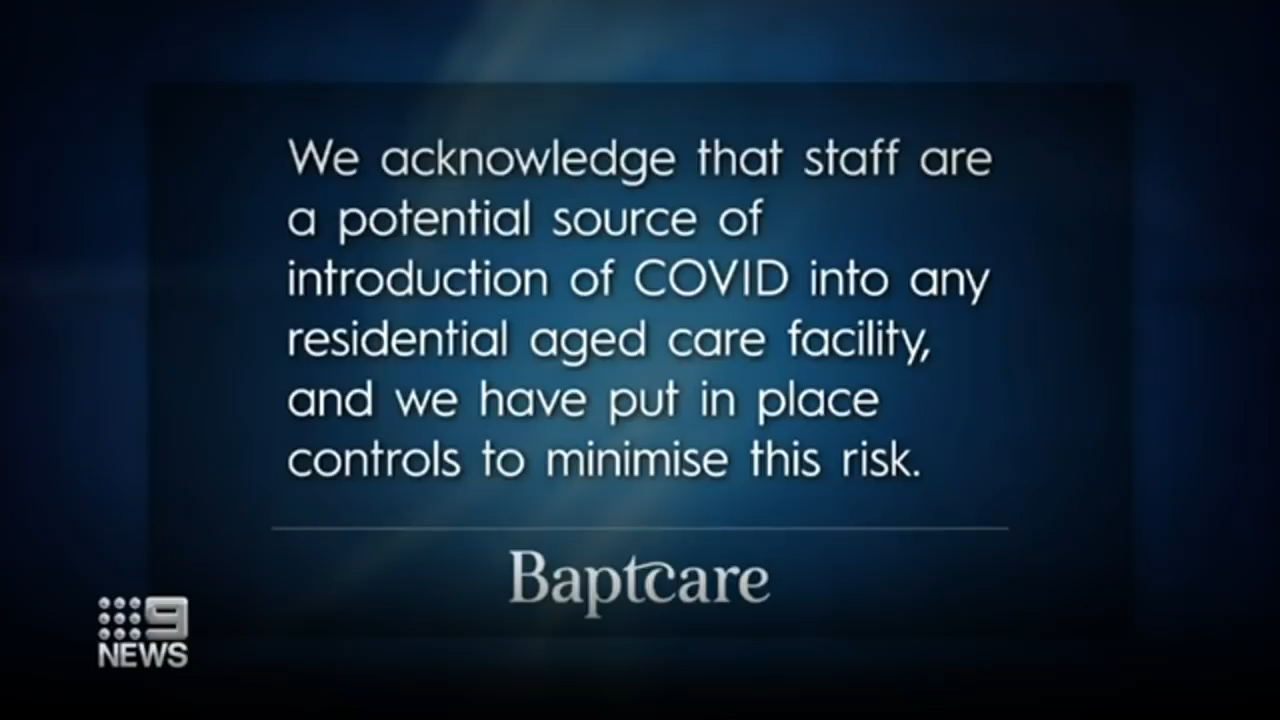 We acknowledge that staff are
a potential source of
introduction of COVID into any
residential aged care facility,
and we have put in place
controls to minimise this risk.
Baptcare
9
NEWS